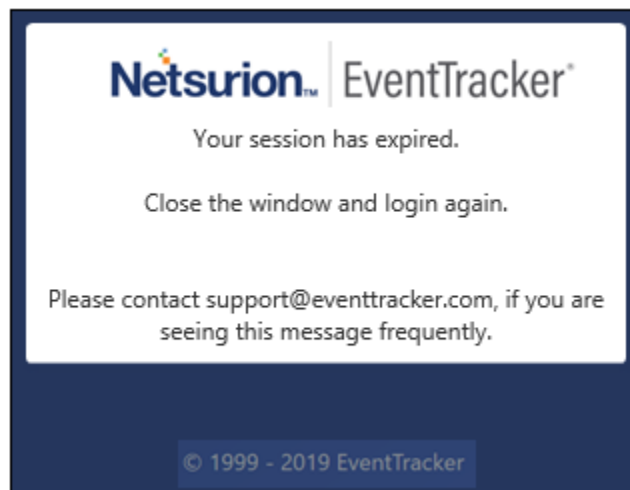 Netsurion™ EventTracker®
Your session has expired.
Close the window and login again.
Please contact support@eventtracker.com, if you are
seeing this message frequently.
© 1999 - 2019 EventTracker